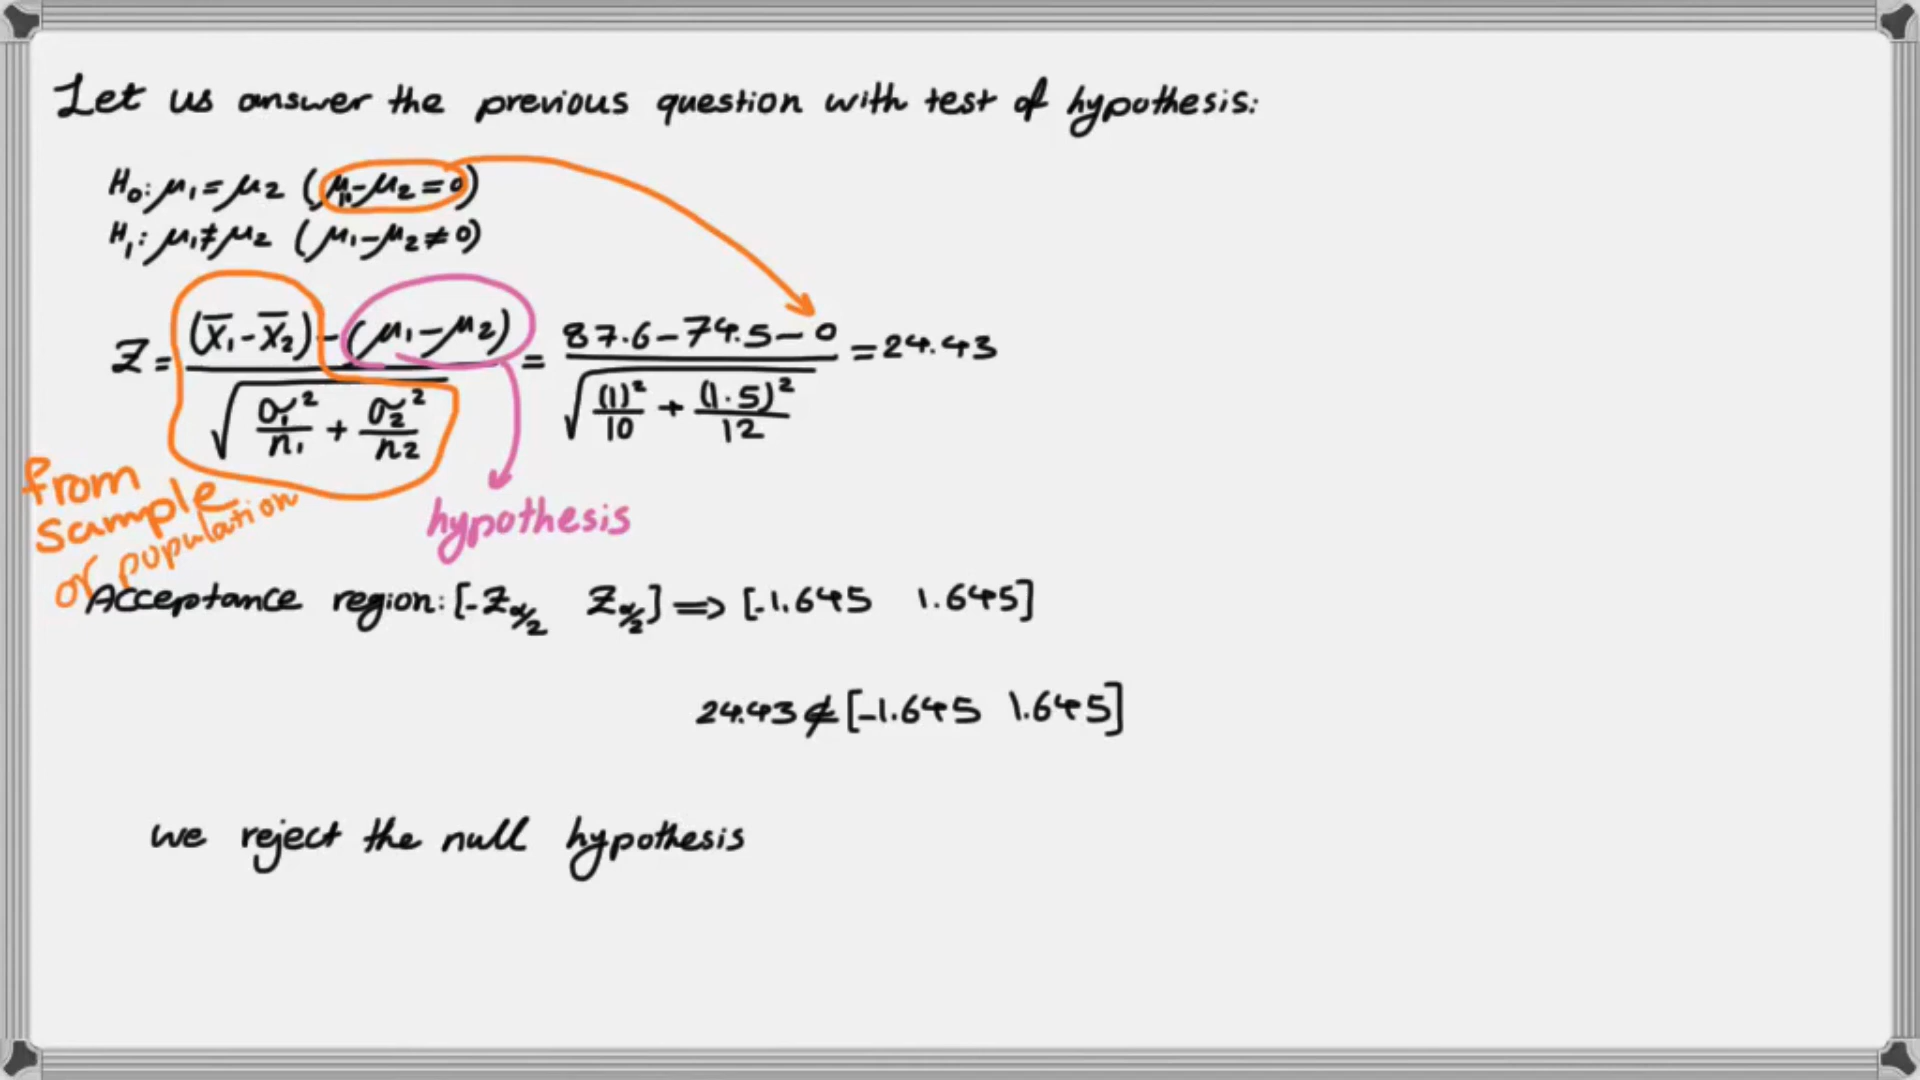 Let us answer the previous question with test of hypothesis:
H₀: μ₁ = μ₂ (μ₁ - μ₂ = 0)
H₁: μ₁ ≠ μ₂ (μ₁ - μ₂ ≠ 0)
Z = ((X̄₁ - X̄₂) - (μ₁ - μ₂)) / √(σ₁²/n₁ + σ₂²/n₂) = (87.6 - 74.5 - 0) / √((1)²/10 + (1.5)²/12) = 24.43
from
sample
or population
hypothesis
Acceptance region: [-Z_α/2 Z_α/2] ⟹ [-1.645 1.645]
24.43 ∉ [-1.645 1.645]
we reject the null hypothesis